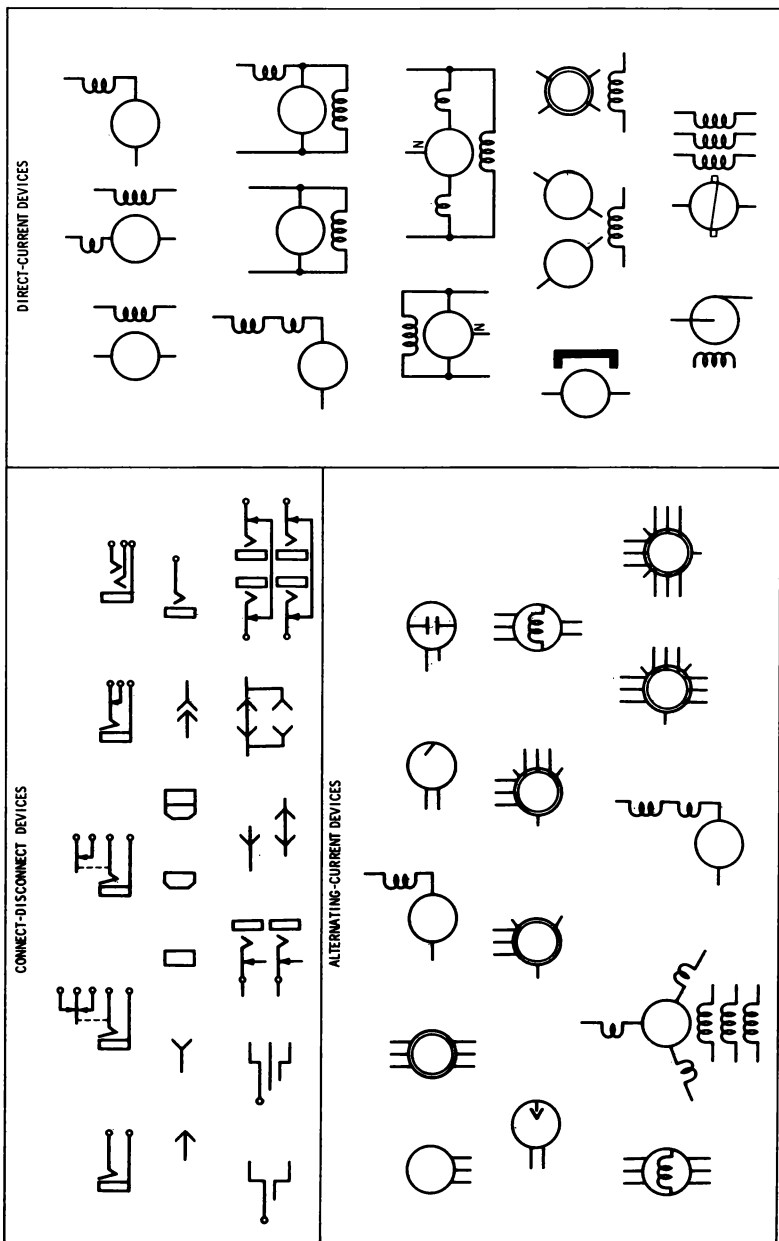 DIRECT-CURRENT DEVICES
N
N
CONNECT-DISCONNECT DEVICES
ALTERNATING-CURRENT DEVICES